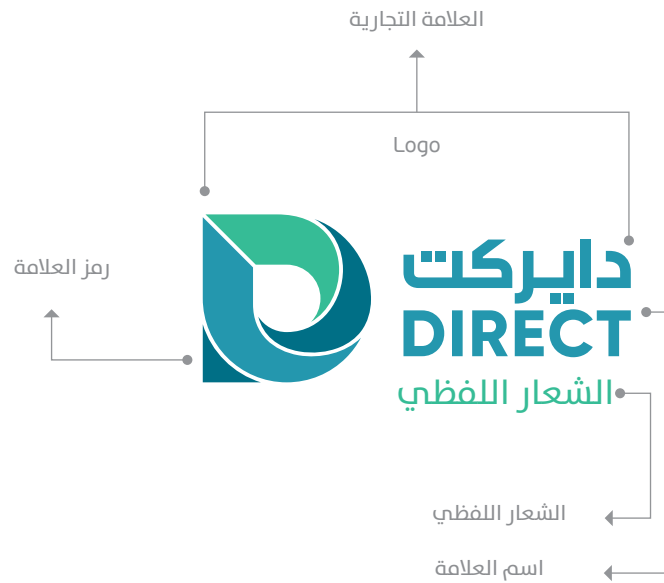 العلامة التجارية
Logo
رمز العلامة
دايركت
DIRECT
الشعار اللفظي
الشعار اللفظي
اسم العلامة